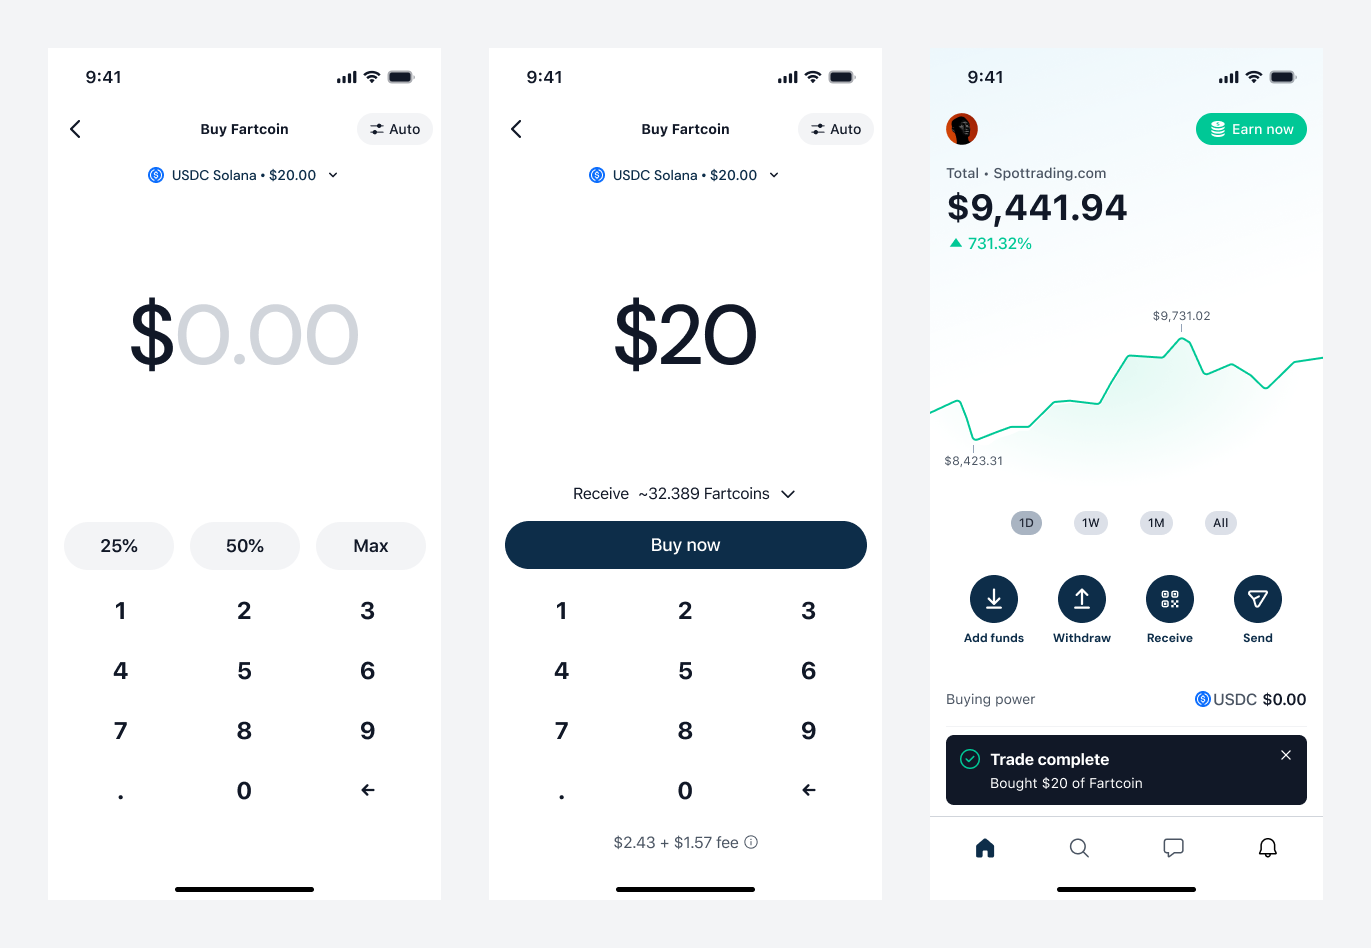 9:41
Buy Fartcoin
Auto
USDC Solana • $20.00
$0.00
25% 50% Max
1 2 3
4 5 6
7 8 9
. 0
9:41
Buy Fartcoin
Auto
USDC Solana • $20.00
$20
Receive ~32.389 Fartcoins
Buy now
1 2 3
4 5 6
7 8 9
. 0
$2.43 + $1.57 fee
9:41
Earn now
Total • Spottrading.com
$9,441.94
731.32%
$9,731.02
$8,423.31
1D 1W 1M All
Add funds Withdraw Receive Send
Buying power USDC $0.00
Trade complete
Bought $20 of Fartcoin